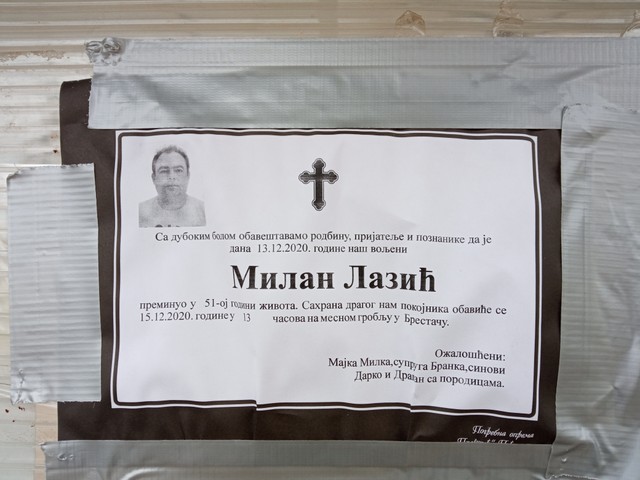 Са дубоким болом обавештавамо родбину, пријатеље и познанике да је
дана 13.12.2020. године наш вољени
Милан Лазић
преминуо у 51-ој години живота. Сахрана драгог нам покојника обавиће се
15.12.2020. године у 13 часова на месном гробљу у Брестачу.
Ожалошћени:
Мајка Милка,супруга Бранка,синови
Дарко и Драган са породицама.
Погребна опрема